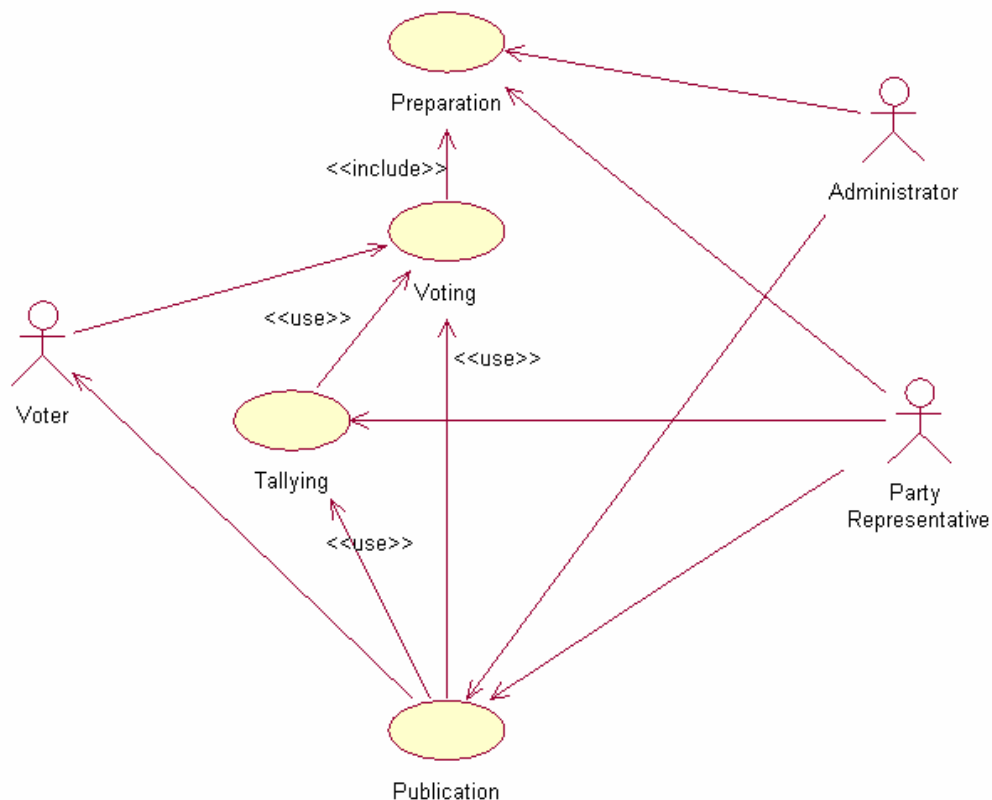 Preparation
<<include>>
Administrator
Voting
<<use>>
<<use>>
Voter
Tallying
Party
Representative
<<use>>
Publication